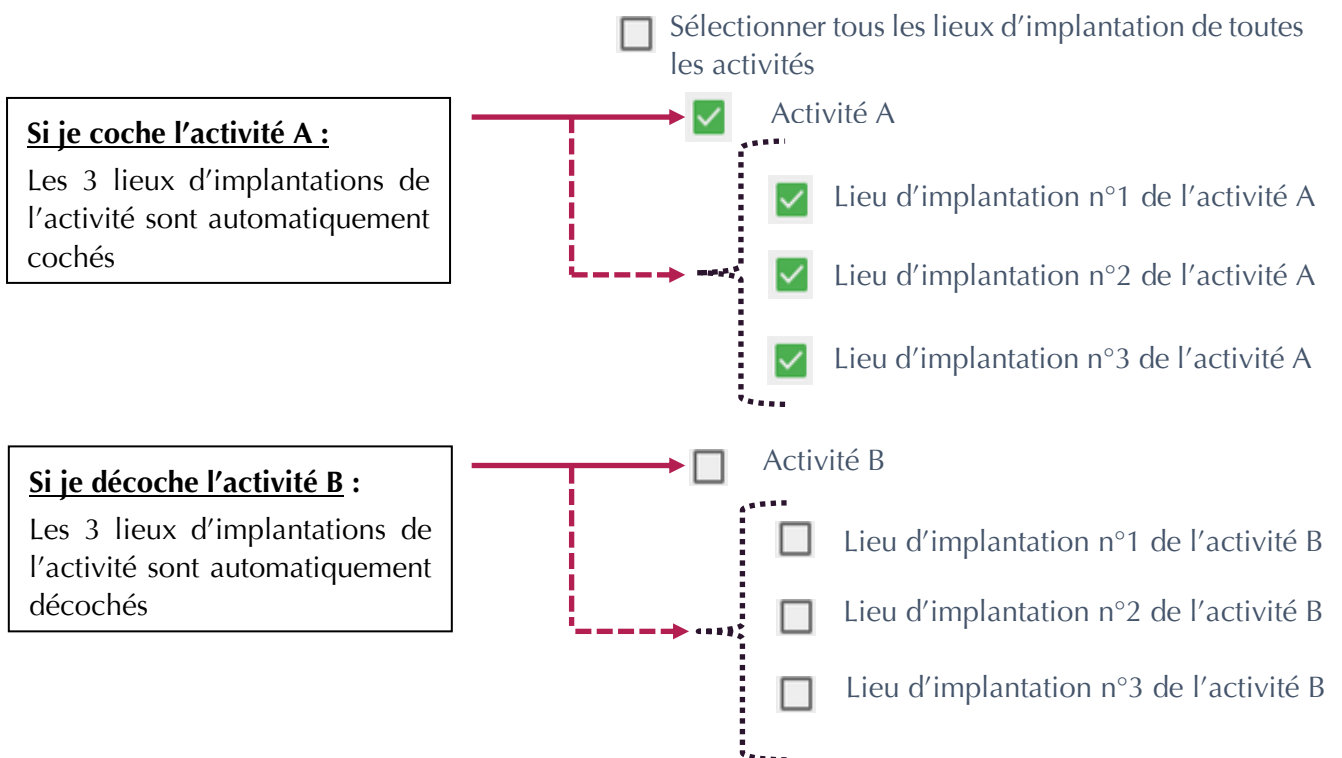 Sélectionner tous les lieux d’implantation de toutes
les activités
Si je coche l’activité A :
Les 3 lieux d’implantations de
l’activité sont automatiquement
cochés
Activité A
Lieu d’implantation n°1 de l’activité A
Lieu d’implantation n°2 de l’activité A
Lieu d’implantation n°3 de l’activité A
Si je décoche l’activité B :
Les 3 lieux d’implantations de
l’activité sont automatiquement
décochés
Activité B
Lieu d’implantation n°1 de l’activité B
Lieu d’implantation n°2 de l’activité B
Lieu d’implantation n°3 de l’activité B